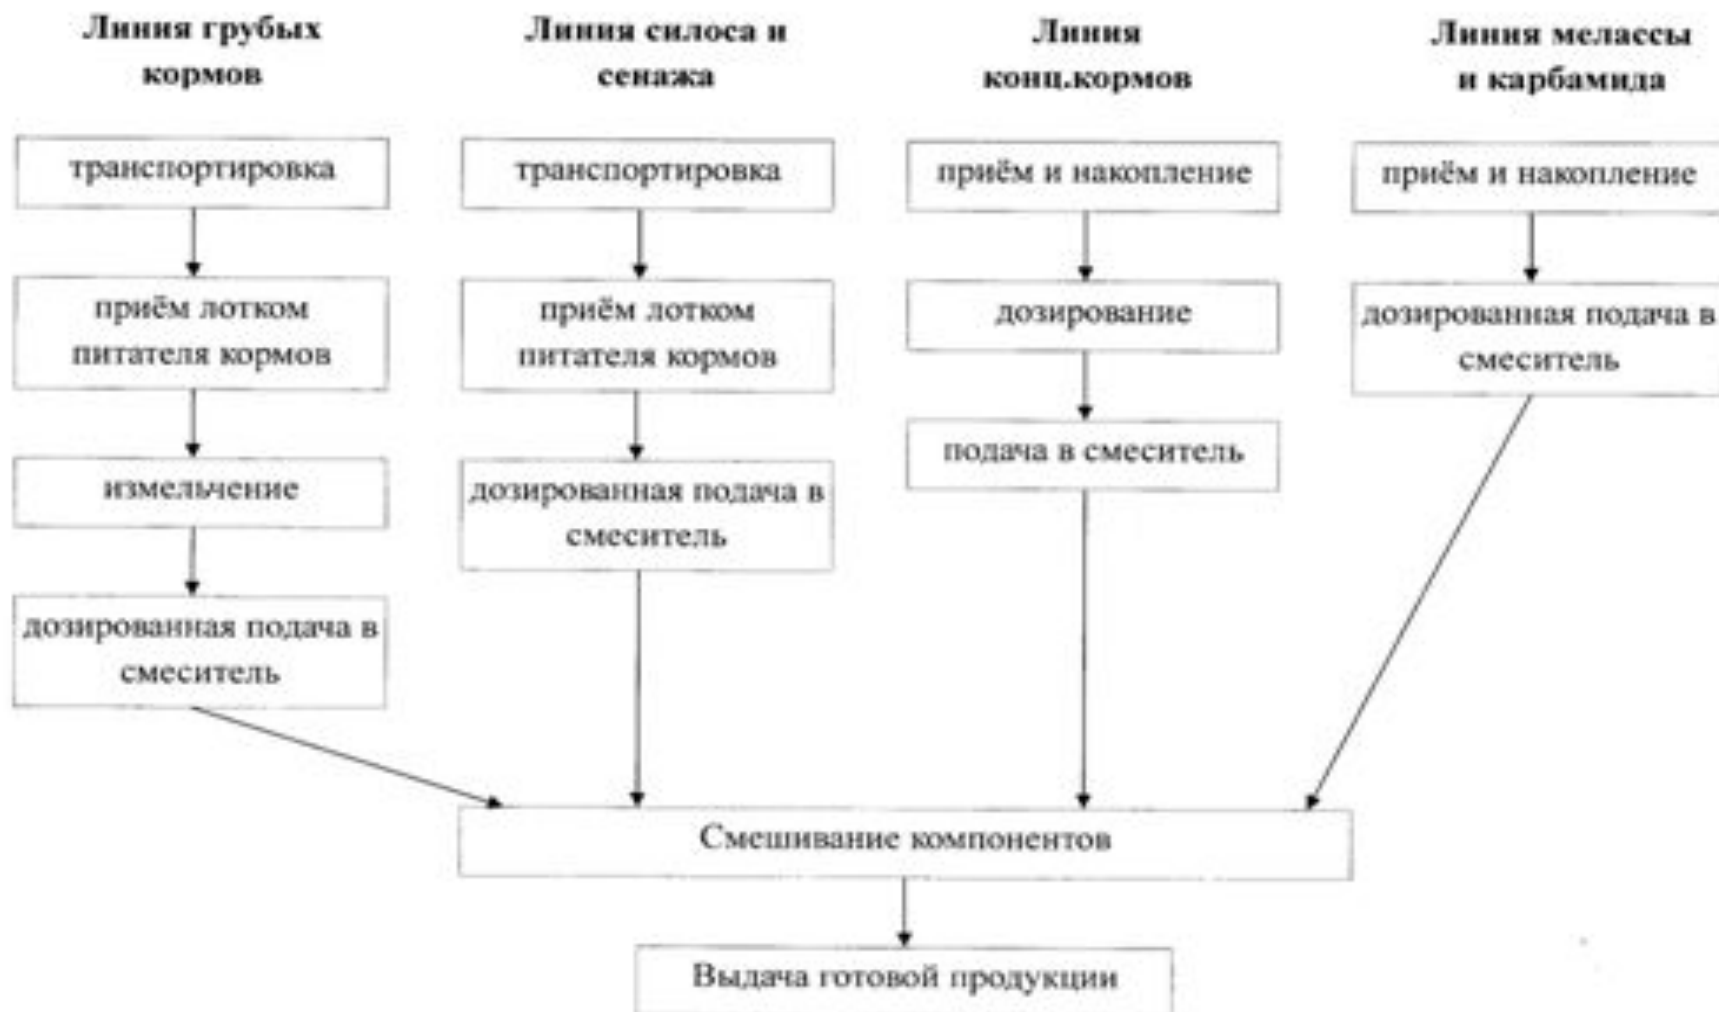 Линия грубых
кормов
транспортировка
приём лотком
питателя кормов
измельчение
дозированная подача в
смеситель
Линия силоса и
сенажа
транспортировка
приём лотком
питателя кормов
дозированная подача в
смеситель
Линия
конц.кормов
приём и накопление
дозирование
подача в смеситель
Линия мелассы
и карбамида
приём и накопление
дозированная подача в
смеситель
Смешивание компонентов
Выдача готовой продукции